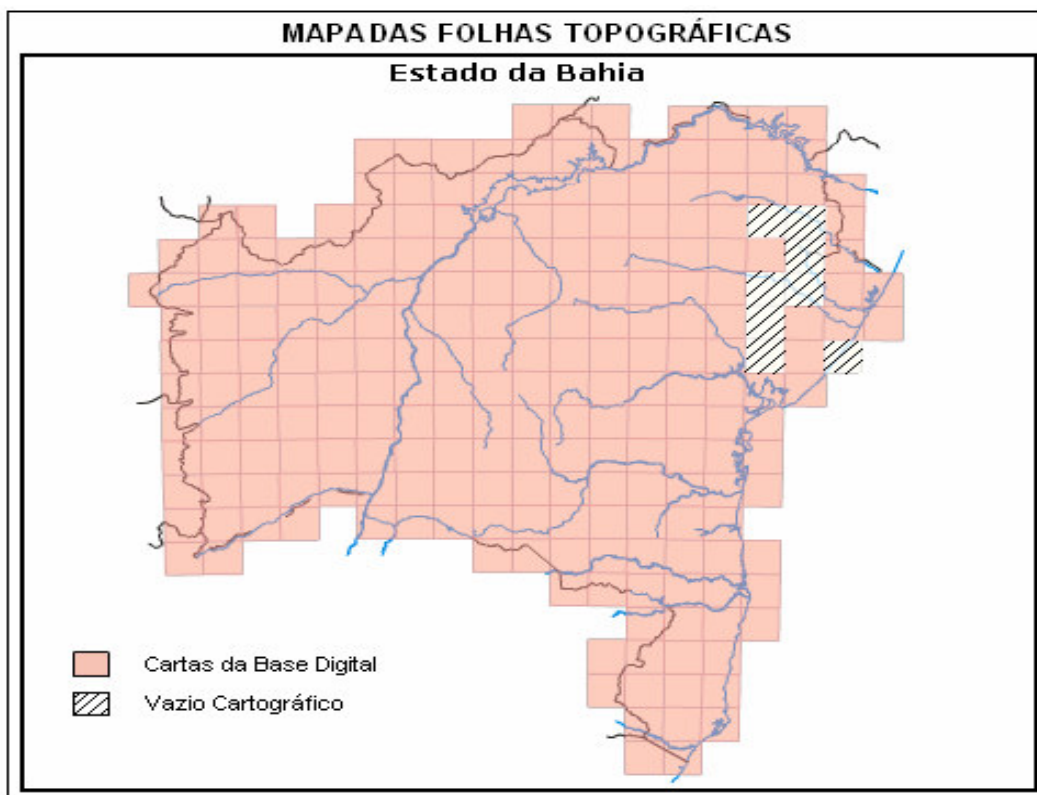 MAPA DAS FOLHAS TOPOGRÁFICAS
Estado da Bahia
Cartas da Base Digital
Vazio Cartográfico